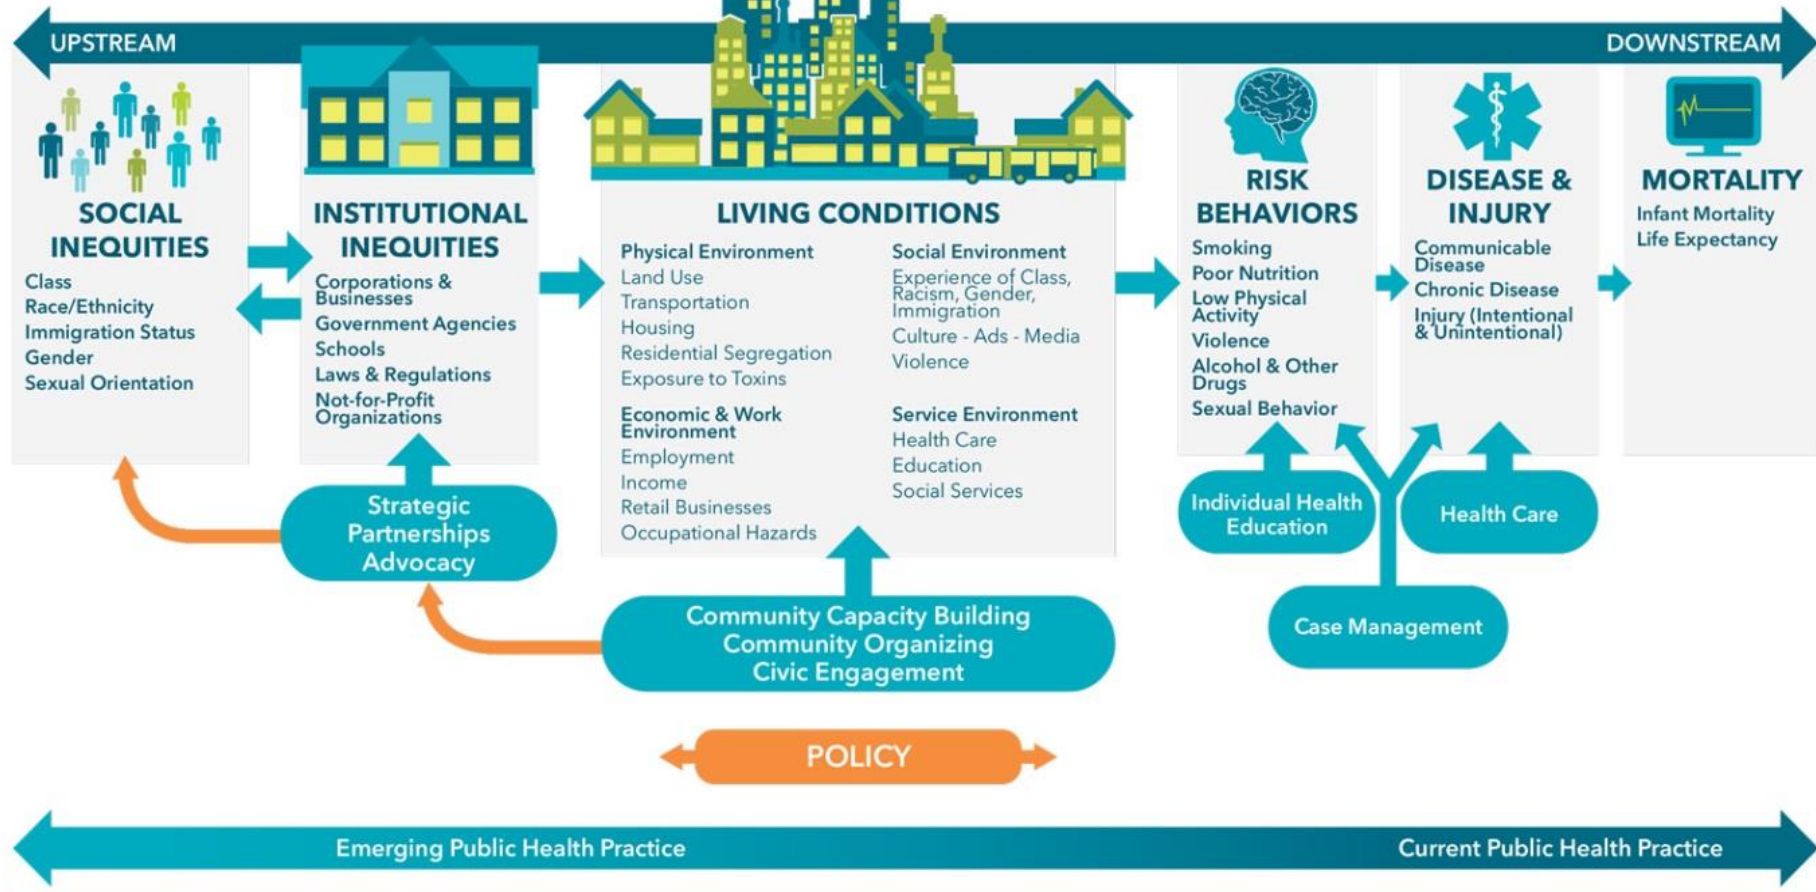 UPSTREAM
DOWNSTREAM
SOCIAL
INEQUITIES
Class
Race/Ethnicity
Immigration Status
Gender
Sexual Orientation
INSTITUTIONAL
INEQUITIES
Corporations &
Businesses
Government Agencies
Schools
Laws & Regulations
Not-for-Profit
Organizations
LIVING CONDITIONS
Physical Environment
Land Use
Transportation
Housing
Residential Segregation
Exposure to Toxins
Economic & Work
Environment
Employment
Income
Retail Businesses
Occupational Hazards
Social Environment
Experience of Class,
Racism, Gender,
Immigration
Culture - Ads - Media
Violence
Service Environment
Health Care
Education
Social Services
RISK
BEHAVIORS
Smoking
Poor Nutrition
Low Physical
Activity
Violence
Alcohol & Other
Drugs
Sexual Behavior
DISEASE &
INJURY
Communicable
Disease
Chronic Disease
Injury (Intentional
& Unintentional)
MORTALITY
Infant Mortality
Life Expectancy
Strategic
Partnerships
Advocacy
Community Capacity Building
Community Organizing
Civic Engagement
Individual Health
Education
Health Care
Case Management
POLICY
Emerging Public Health Practice
Current Public Health Practice